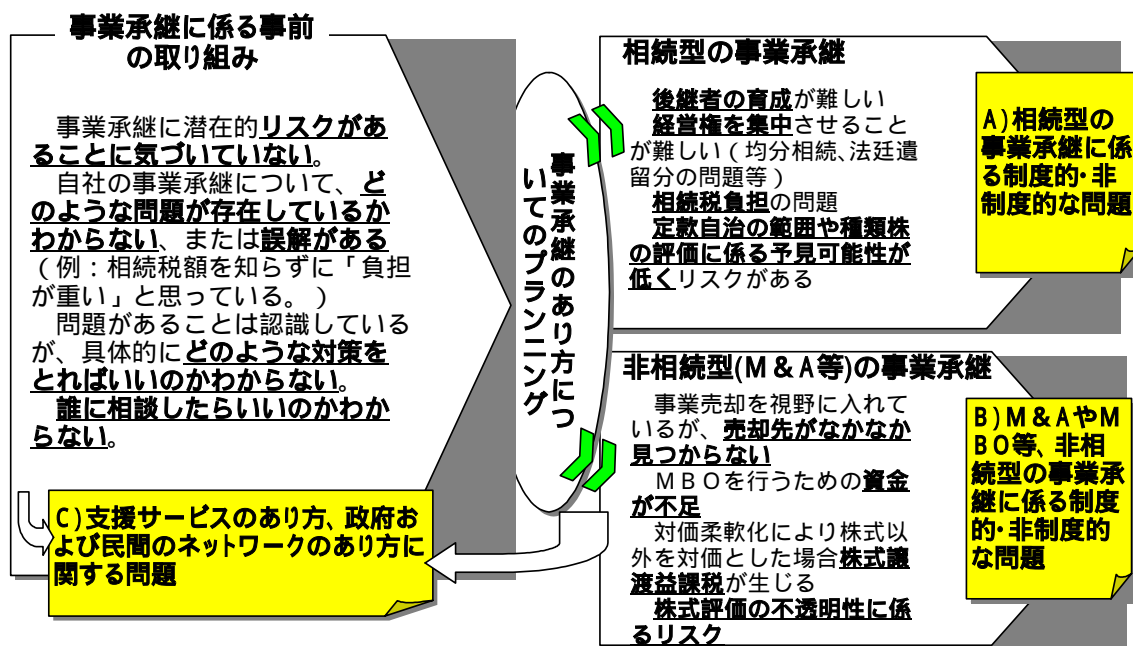 事業承継に係る事前
の取り組み
事業承継に潜在的リスクがあ
ることに気づいていない。
自社の事業承継について、ど
のような問題が存在しているか
わからない、または誤解がある
（例：相続税額を知らずに「負担
が重い」と思っている。）
問題があることは認識している
が、具体的にどのような対策を
とればいいのかわからない。
誰に相談したらいいのかわか
らない。
C)支援サービスのあり方、政府お
よび民間のネットワークのあり方に
関する問題
事業承継のあり方につ
いてのプランニング
相続型の事業承継
後継者の育成が難しい
経営権を集中させること
が難しい（均分相続、法廷遺
留分の問題等）
相続税負担の問題
定款自治の範囲や種類株
の評価に係る予見可能性が
低くリスクがある
A)相続型の
事業承継に係
る制度的・非
制度的な問題
非相続型(M＆A等)の事業承継
事業売却を視野に入れて
いるが、売却先がなかなか
見つからない
ＭＢＯを行うための資金
が不足
対価柔軟化により株式以
外を対価とした場合株式譲
渡益課税が生じる
株式評価の不透明性に係
るリスク
B)M＆AやM
BO等、非相
続型の事業承
継に係る制度
的・非制度的
な問題